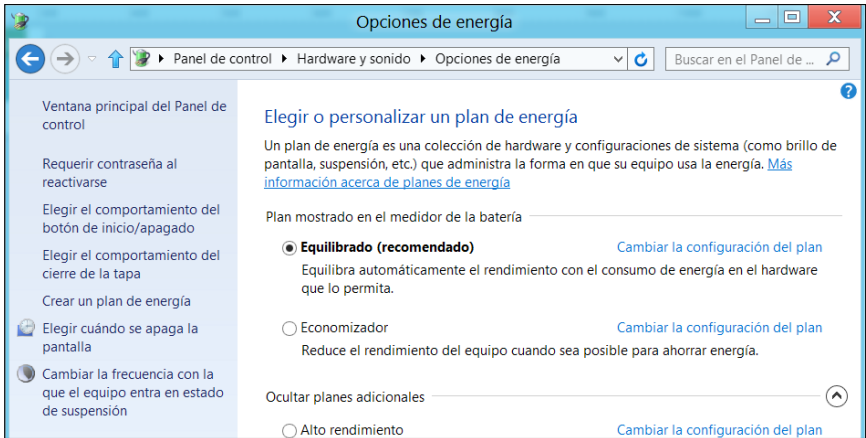 Opciones de energía
Panel de control Hardware y sonido Opciones de energía
Buscar en el Panel de ...
Ventana principal del Panel de
control
Requerir contraseña al
reactivarse
Elegir el comportamiento del
botón de inicio/apagado
Elegir el comportamiento del
cierre de la tapa
Crear un plan de energía
Elegir cuándo se apaga la
pantalla
Cambiar la frecuencia con la
que el equipo entra en estado
de suspensión
Elegir o personalizar un plan de energía
Un plan de energía es una colección de hardware y configuraciones de sistema (como brillo de
pantalla, suspensión, etc.) que administra la forma en que su equipo usa la energía. Más
información acerca de planes de energía
Plan mostrado en el medidor de la batería
Equilibrado (recomendado) Cambiar la configuración del plan
Equilibra automáticamente el rendimiento con el consumo de energía en el hardware
que lo permita.
Economizador Cambiar la configuración del plan
Reduce el rendimiento del equipo cuando sea posible para ahorrar energía.
Ocultar planes adicionales
Alto rendimiento Cambiar la configuración del plan